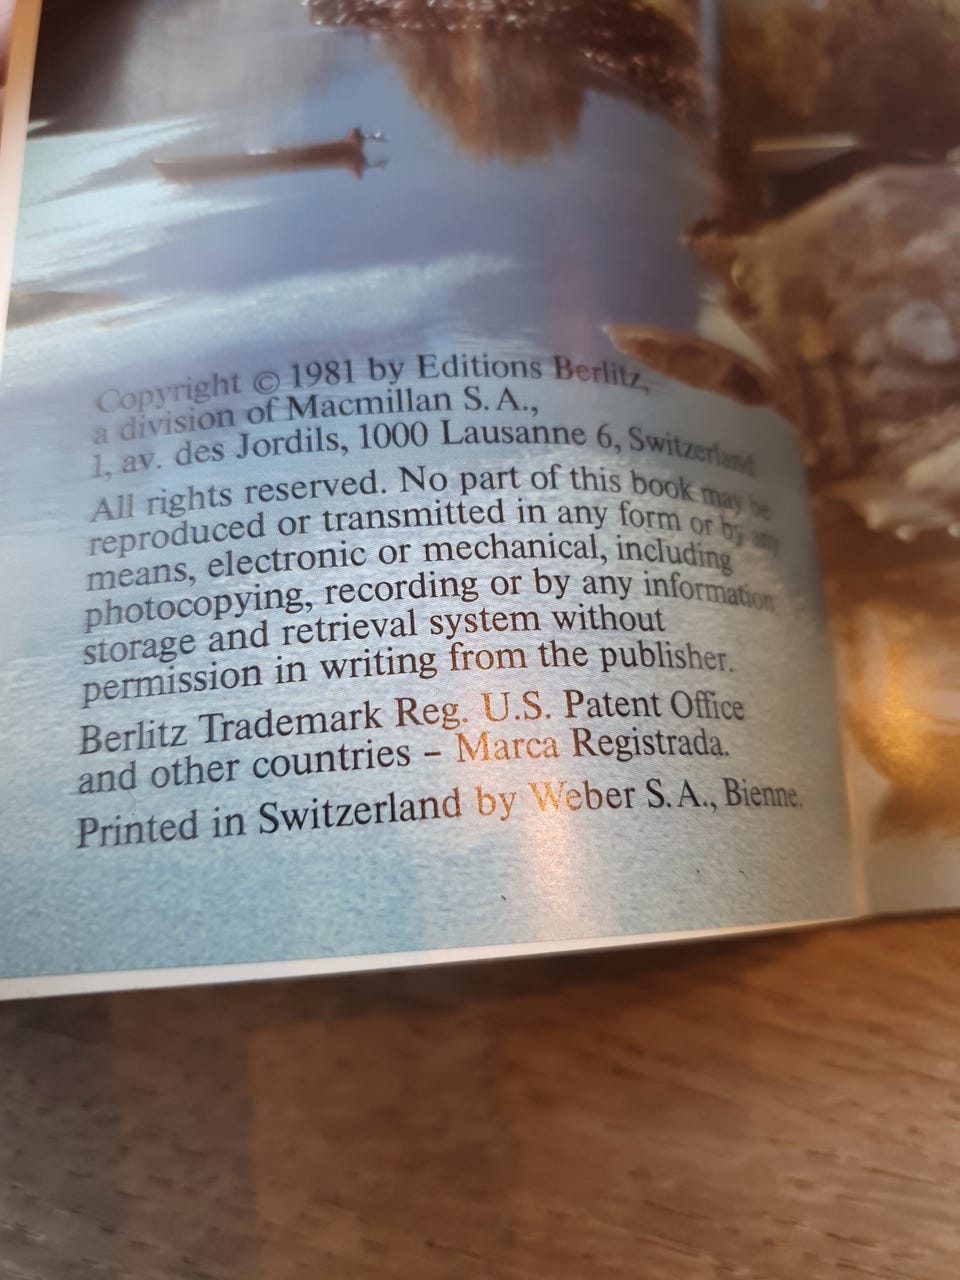 Copyright © 1981 by Editions Berlitz,
a division of Macmillan S.A.,
1, av. des Jordils, 1000 Lausanne 6, Switzerland
All rights reserved. No part of this book may be
reproduced or transmitted in any form or by any
means, electronic or mechanical, including
photocopying, recording or by any information
storage and retrieval system without
permission in writing from the publisher.
Berlitz Trademark Reg. U.S. Patent Office
and other countries – Marca Registrada.
Printed in Switzerland by Weber S.A., Bienne.